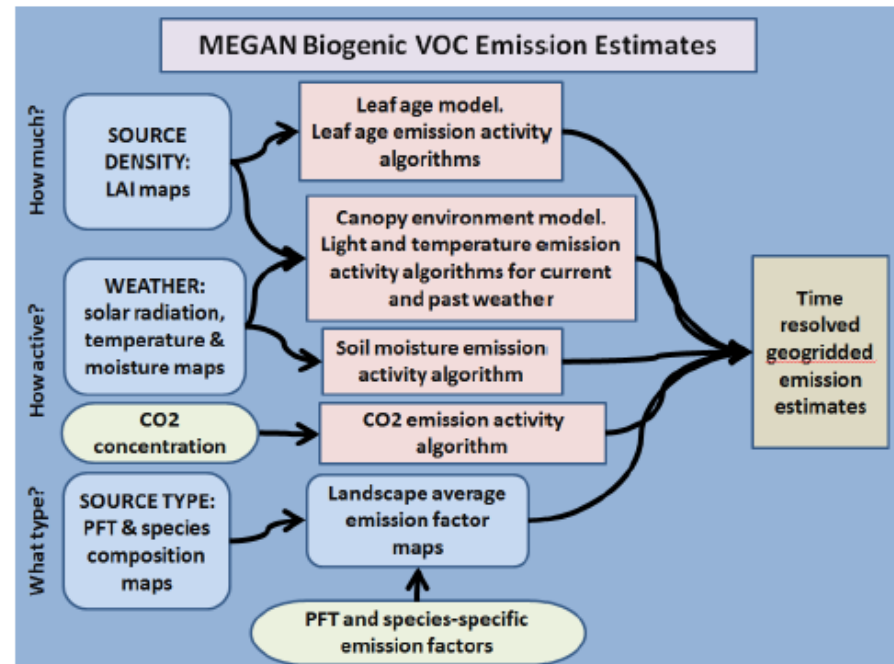 MEGAN Biogenic VOC Emission Estimates
How much?
SOURCE
DENSITY:
LAI maps
Leaf age model.
Leaf age emission activity
algorithms
Canopy environment model.
Light and temperature emission
activity algorithms for current
and past weather
How active?
WEATHER:
solar radiation,
temperature &
moisture maps
Soil moisture emission
activity algorithm
Time
resolved
geogridded
emission
estimates
CO2
concentration
CO2 emission activity
algorithm
What type?
SOURCE TYPE:
PFT & species
composition
maps
Landscape average
emission factor
maps
PFT and species-specific
emission factors